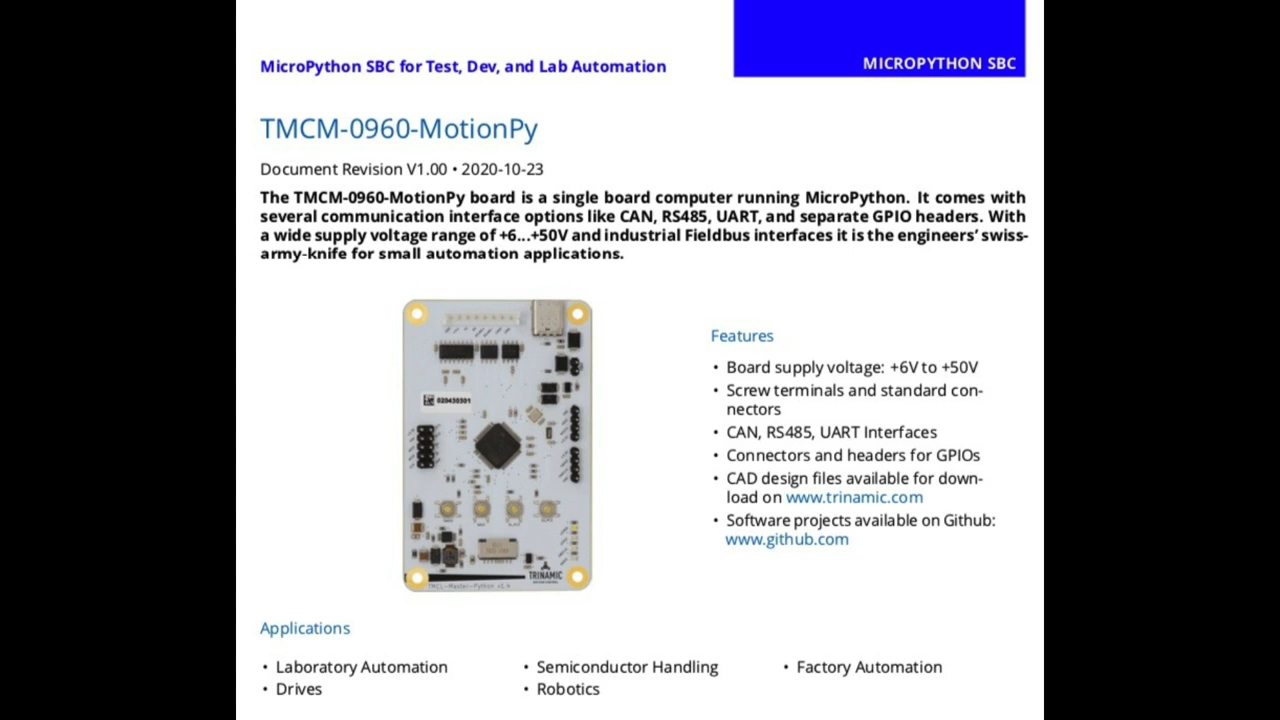 MicroPython SBC for Test, Dev, and Lab Automation
MICROPYTHON SBC
TMCM-0960-MotionPy
Document Revision V1.00 • 2020-10-23
The TMCM-0960-MotionPy board is a single board computer running MicroPython. It comes with
several communication interface options like CAN, RS485, UART, and separate GPIO headers. With
a wide supply voltage range of +6...+50V and industrial Fieldbus interfaces it is the engineers’ swiss-
army-knife for small automation applications.
020430301
TRINAMIC
TMCL-Master-Python v1.4
Features
• Board supply voltage: +6V to +50V
• Screw terminals and standard con-
nectors
• CAN, RS485, UART Interfaces
• Connectors and headers for GPIOs
• CAD design files available for down-
load on www.trinamic.com
• Software projects available on Github:
www.github.com
Applications
• Laboratory Automation
• Drives
• Semiconductor Handling
• Robotics
• Factory Automation